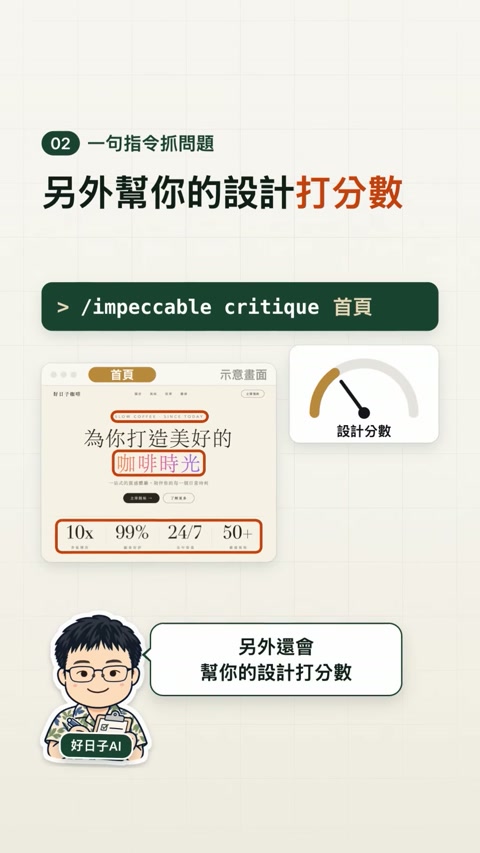 02 一句指令抓問題
另外幫你的設計打分數
> /impeccable critique 首頁
首頁
示意畫面
好日子咖啡
SLOW COFFEE · SINCE TODAY
為你打造美好的
咖啡時光
10x
99%
24/7
50+
設計分數
另外還會
幫你的設計打分數
好日子AI